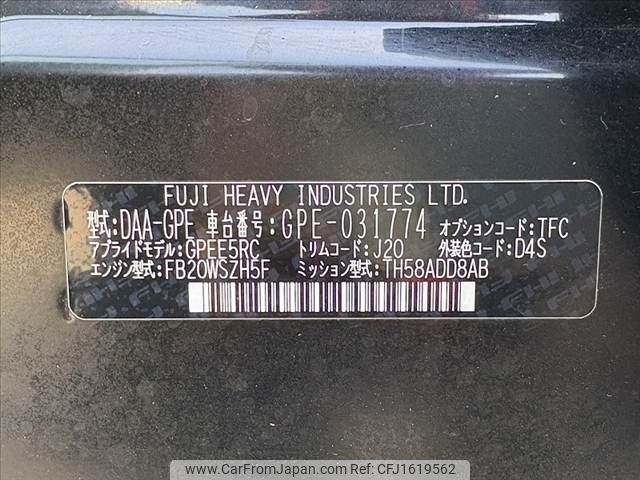 FUJI HEAVY INDUSTRIES LTD.
型式:DAA-GPE 車台番号:GPE-031774 オプションコード:TFC
アプライドモデル:GPEE5RC トリムコード:J20 外装色コード:D4S
エンジン型式:FB20WSZH5F ミッション型式:TH58ADD8AB
www.CarFromJapan.com - CFJ1619562